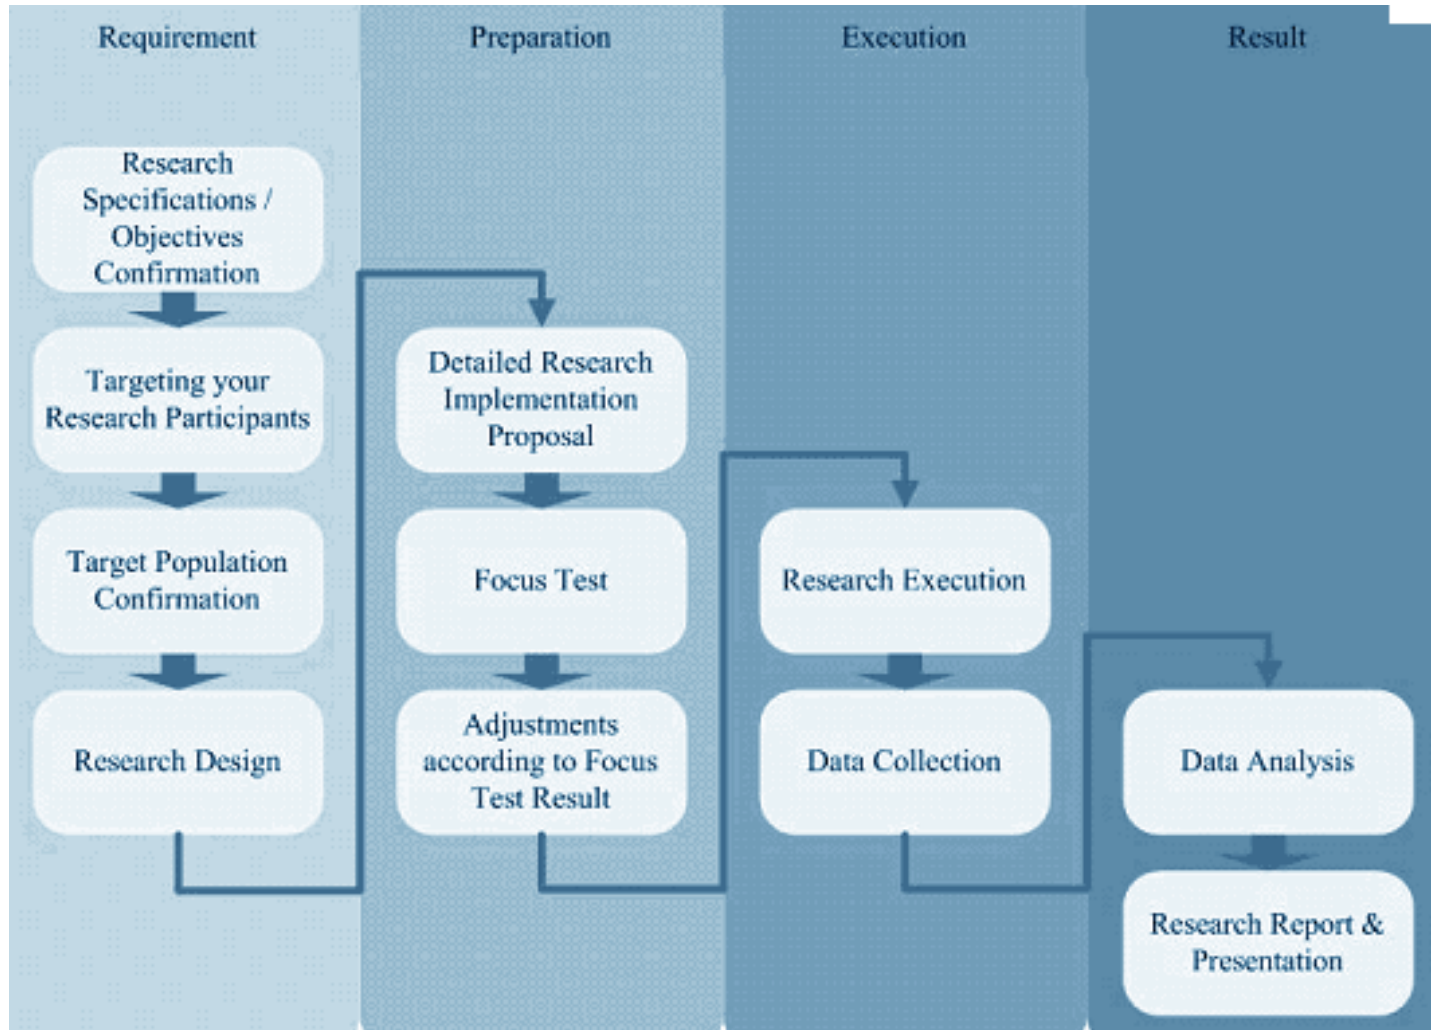 Requirement
Preparation
Execution
Result
Research
Specifications /
Objectives
Confirmation
Targeting your
Research Participants
Target Population
Confirmation
Research Design
Detailed Research
Implementation
Proposal
Focus Test
Adjustments
according to Focus
Test Result
Research Execution
Data Collection
Data Analysis
Research Report &
Presentation